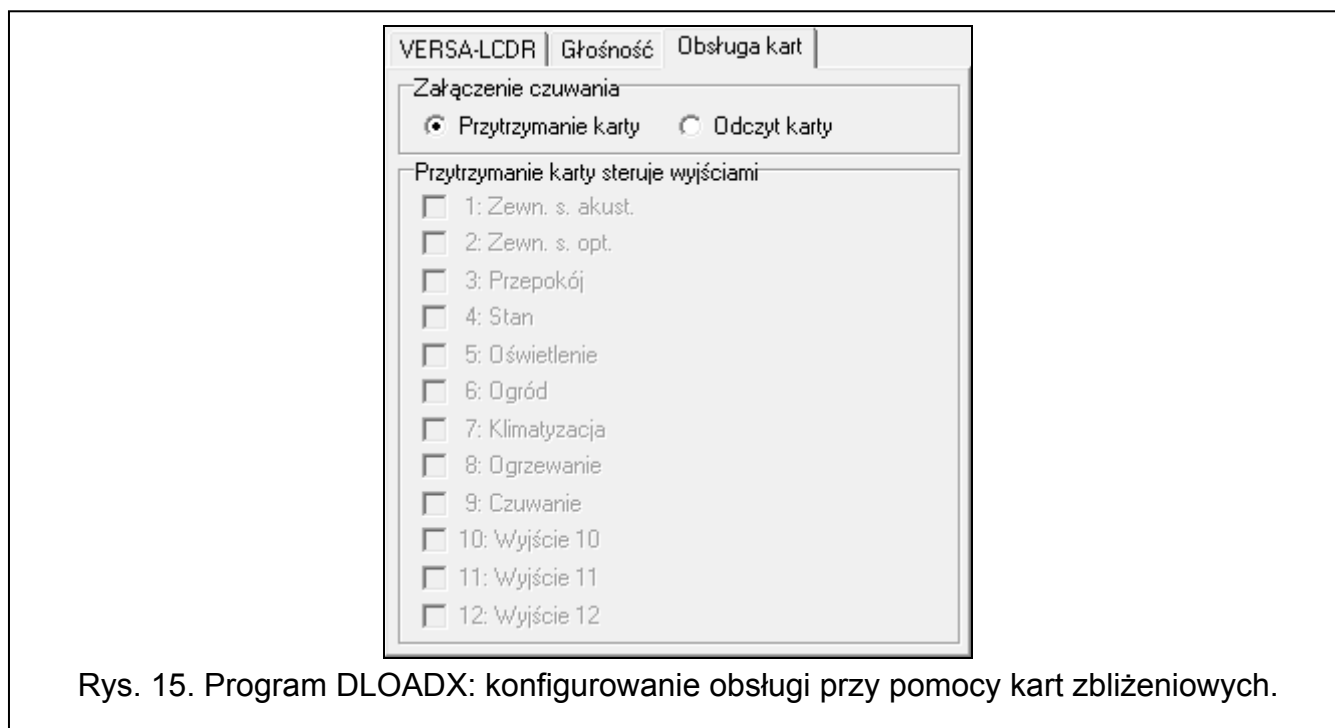 VERSA-LCDR Głośność Obsługa kart
Załączenie czuwania
Przytrzymanie karty Odczyt karty
Przytrzymanie karty steruje wyjściami
1: Zewn. s. akust.
2: Zewn. s. opt.
3: Przepokój
4: Stan
5: Oświetlenie
6: Ogród
7: Klimatyzacja
8: Ogrzewanie
9: Czuwanie
10: Wyjście 10
11: Wyjście 11
12: Wyjście 12
Rys. 15. Program DLOADX: konfigurowanie obsługi przy pomocy kart zbliżeniowych.